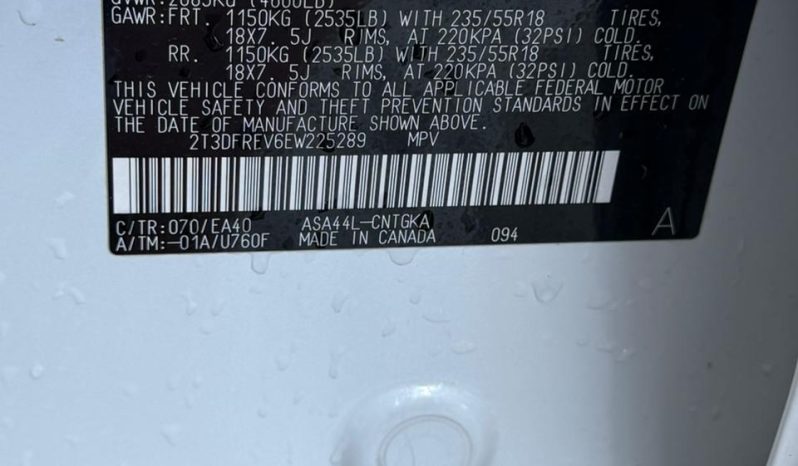 GVWR: 2085KG (4600LB)
GAWR: FRT. 1150KG (2535LB) WITH 235/55R18 TIRES,
18X7. 5J RIMS, AT 220KPA (32PSI) COLD.
RR. 1150KG (2535LB) WITH 235/55R18 TIRES,
18X7. 5J RIMS, AT 220KPA (32PSI) COLD.
THIS VEHICLE CONFORMS TO ALL APPLICABLE FEDERAL MOTOR
VEHICLE SAFETY AND THEFT PREVENTION STANDARDS IN EFFECT ON
THE DATE OF MANUFACTURE SHOWN ABOVE.
2T3DFREV6EW225289 MPV
C/TR:070/EA40 ASA44L-CNTGKA
A/TM:-01A/U760F MADE IN CANADA 094 A